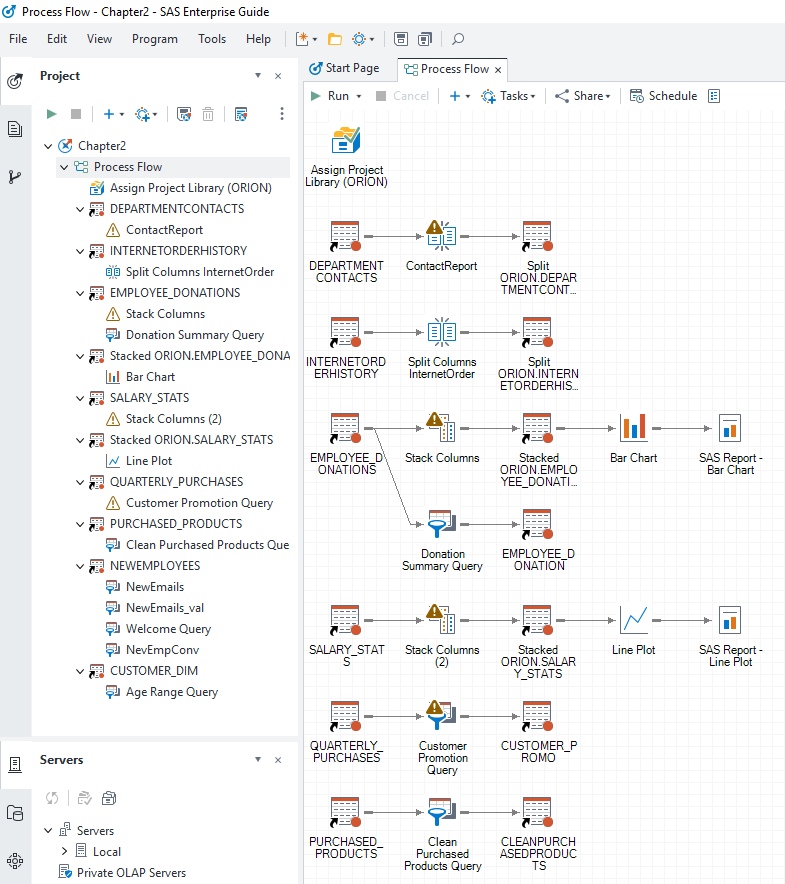 Process Flow - Chapter2 - SAS Enterprise Guide
File Edit View Program Tools Help
Project
Chapter2
Process Flow
Assign Project Library (ORION)
DEPARTMENTCONTACTS
ContactReport
INTERNETORDERHISTORY
Split Columns InternetOrder
EMPLOYEE_DONATIONS
Stack Columns
Donation Summary Query
Stacked ORION.EMPLOYEE_DONA
Bar Chart
SALARY_STATS
Stack Columns (2)
Stacked ORION.SALARY_STATS
Line Plot
QUARTERLY_PURCHASES
Customer Promotion Query
PURCHASED_PRODUCTS
Clean Purchased Products Que
NEWEMPLOYEES
NewEmails
NewEmails_val
Welcome Query
NevEmpConv
CUSTOMER_DIM
Age Range Query
Servers
Servers
Local
Private OLAP Servers
Start Page
Process Flow
Run Cancel Tasks Share Schedule
Assign Project
Library (ORION)
DEPARTMENT
CONTACTS
ContactReport
Split
ORION.DEPAR
TMENTCONT...
INTERNETORD
ERHISTORY
Split Columns
InternetOrder
Split
ORION.INTERN
ETORDERHIS...
EMPLOYEE_D
ONATIONS
Stack Columns
Stacked
ORION.EMPLO
YEE_DONATI...
Bar Chart
SAS Report -
Bar Chart
Donation
Summary Query
EMPLOYEE_D
ONATION
SALARY_STAT
S
Stack Columns
(2)
Stacked
ORION.SALAR
Y_STATS
Line Plot
SAS Report -
Line Plot
QUARTERLY_
PURCHASES
Customer
Promotion
Query
CUSTOMER_P
ROMO
PURCHASED_
PRODUCTS
Clean
Purchased
Products Query
CLEANPURCH
ASEDPRODUC
TS